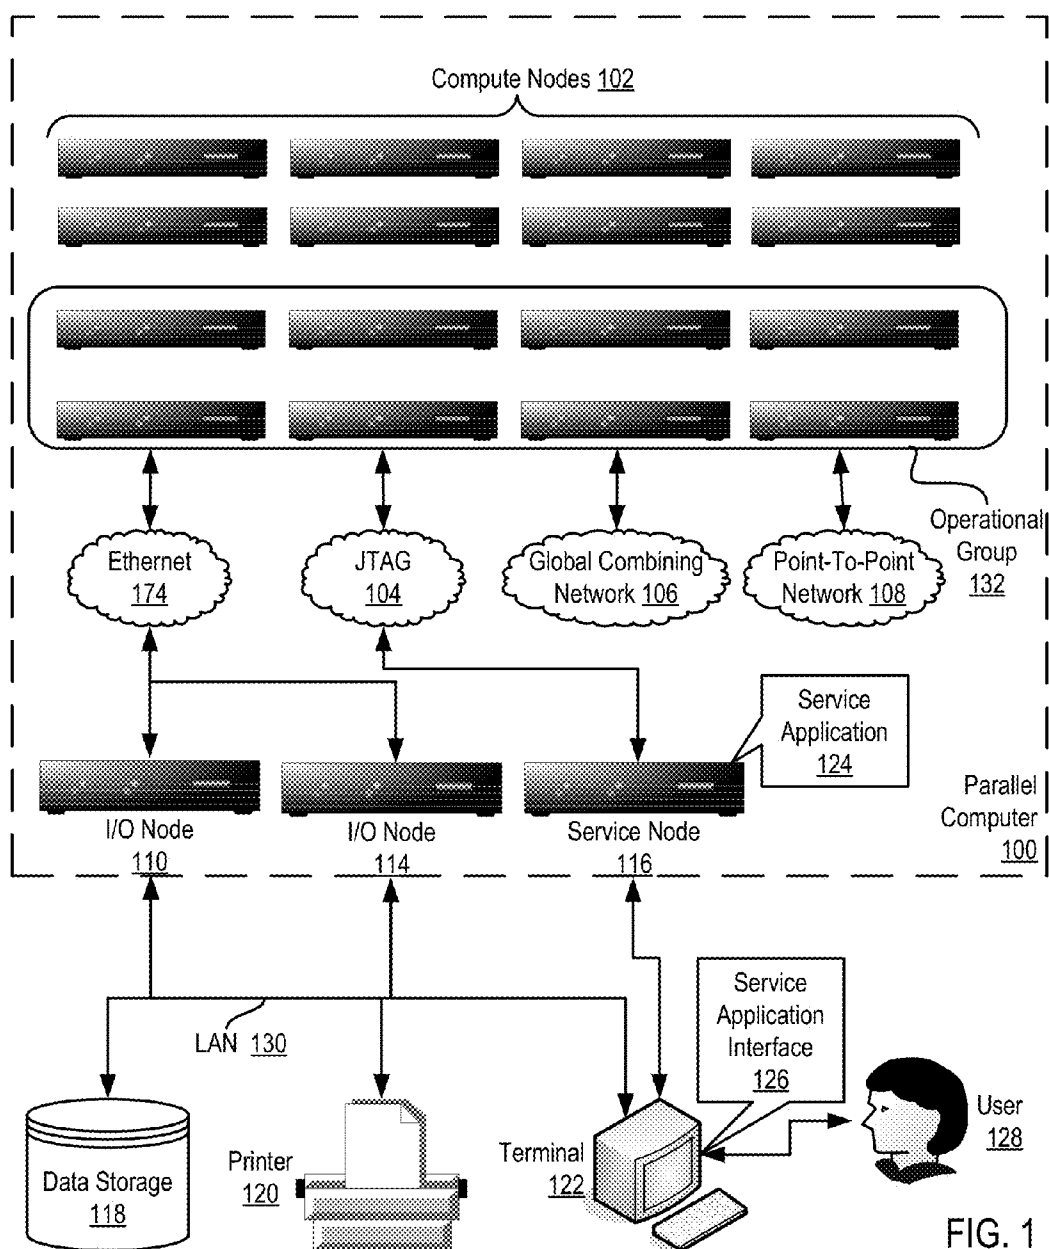 Compute Nodes 102
Operational
Group
132
Ethernet
174
JTAG
104
Global Combining
Network 106
Point-To-Point
Network 108
Service
Application
124
I/O Node
110
I/O Node
114
Service Node
116
Parallel
Computer
100
LAN 130
Service
Application
Interface
126
Data Storage
118
Printer
120
Terminal
122
User
128
FIG. 1